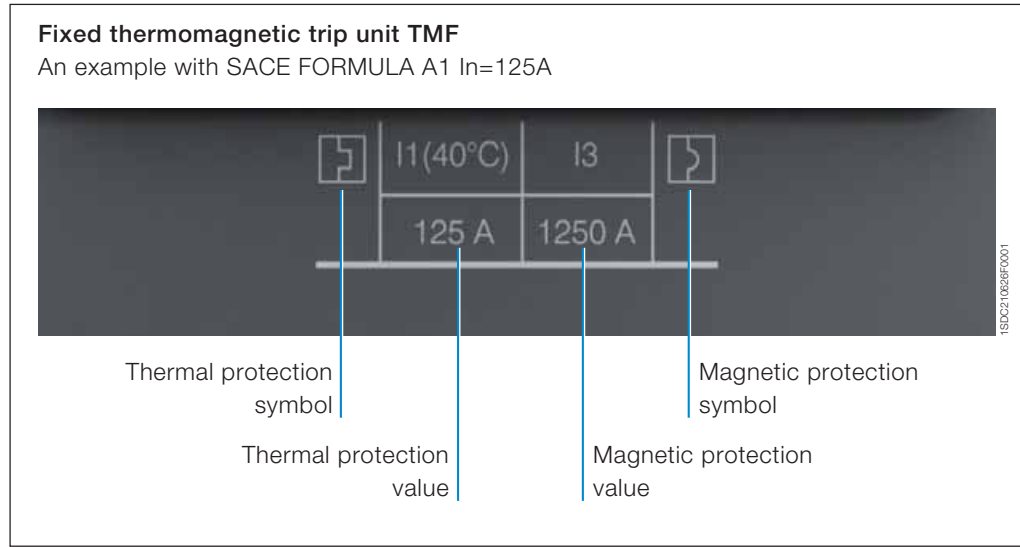 Fixed thermomagnetic trip unit TMF
An example with SACE FORMULA A1 In=125A
I1(40°C) I3
125 A 1250 A
1SDC210626F0001
Thermal protection
symbol
Magnetic protection
symbol
Thermal protection
value
Magnetic protection
value